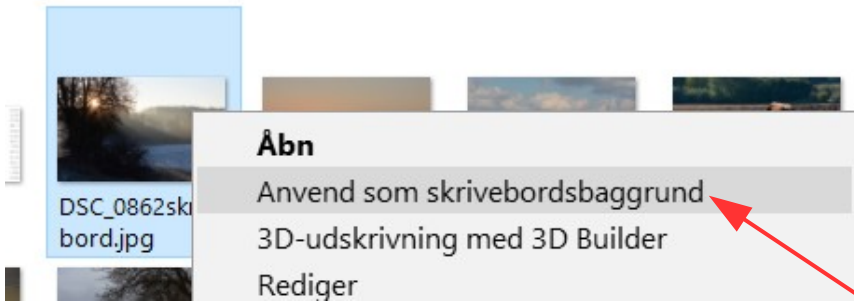 Åbn
Anvend som skrivebordsbaggrund
3D-udskrivning med 3D Builder
Rediger
DSC_0862skr
bord.jpg